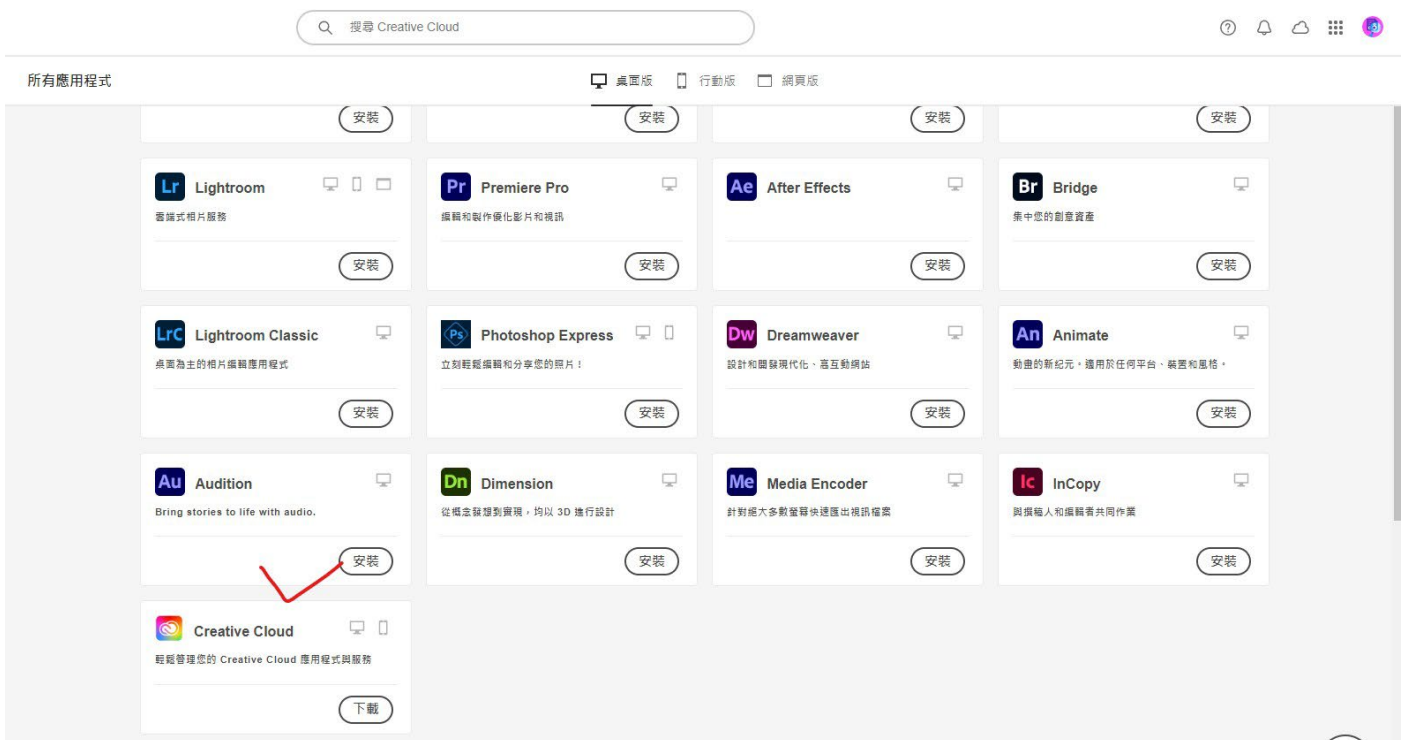 搜尋 Creative Cloud
所有應用程式
桌面版 行動版 網頁版
安裝 安裝 安裝 安裝
Lr Lightroom
雲端式相片服務
安裝
Pr Premiere Pro
編輯和製作優化影片和視訊
安裝
Ae After Effects
安裝
Br Bridge
集中您的創意資產
安裝
LrC Lightroom Classic
桌面為主的相片編輯應用程式
安裝
Ps Photoshop Express
立刻輕鬆編輯和分享您的照片！
安裝
Dw Dreamweaver
設計和開發現代化、高互動網站
安裝
An Animate
動畫的新紀元，適用於任何平台、裝置和風格。
安裝
Au Audition
Bring stories to life with audio.
安裝
Dn Dimension
從概念發想到實現，均以 3D 進行設計
安裝
Me Media Encoder
針對絕大多數螢幕快速匯出視訊檔案
安裝
Ic InCopy
與撰稿人和編輯者共同作業
安裝
Creative Cloud
輕鬆管理您的 Creative Cloud 應用程式與服務
下載